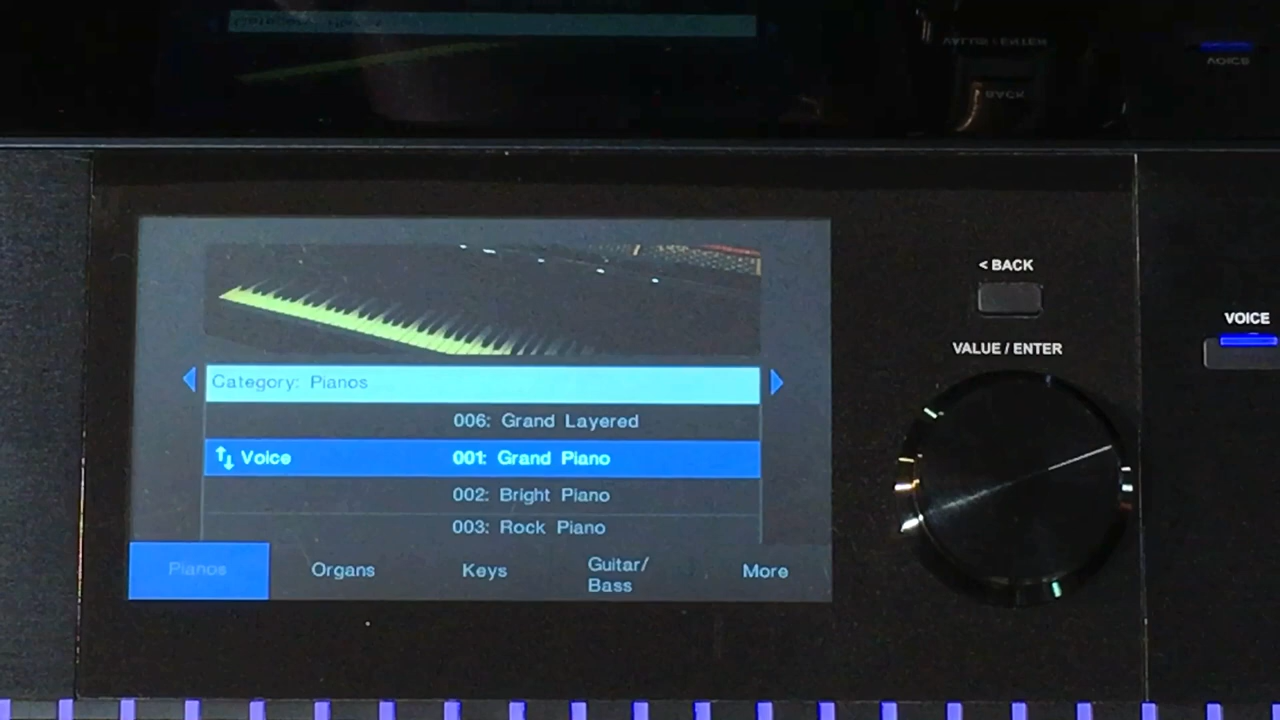 < BACK
VALUE / ENTER
VOICE
Category: Pianos
006: Grand Layered
Voice 001: Grand Piano
002: Bright Piano
003: Rock Piano
Pianos Organs Keys Guitar/
Bass More